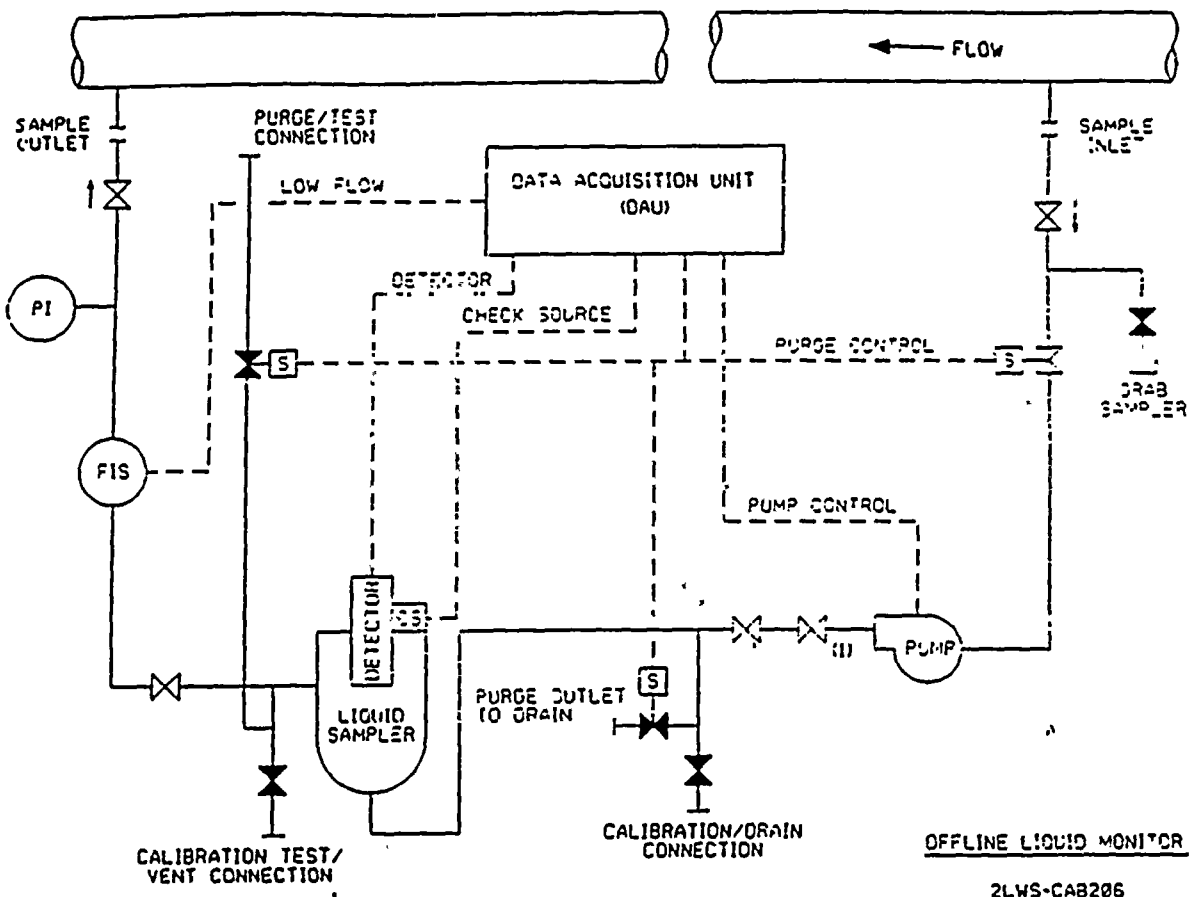 FLOW
SAMPLE
OUTLET
PURGE/TEST
CONNECTION
SAMPLE
INLET
LOW FLOW
DATA ACQUISITION UNIT
(DAU)
DETECTOR
PI
CHECK SOURCE
S
PURGE CONTROL
S
GRAB
SAMPLER
FIS
PUMP CONTROL
DETECTOR
CS
PUMP
(1)
S
PURGE OUTLET
TO DRAIN
LIQUID
SAMPLER
CALIBRATION/DRAIN
CONNECTION
CALIBRATION TEST/
VENT CONNECTION
OFFLINE LIQUID MONITOR
2LWS-CAB206